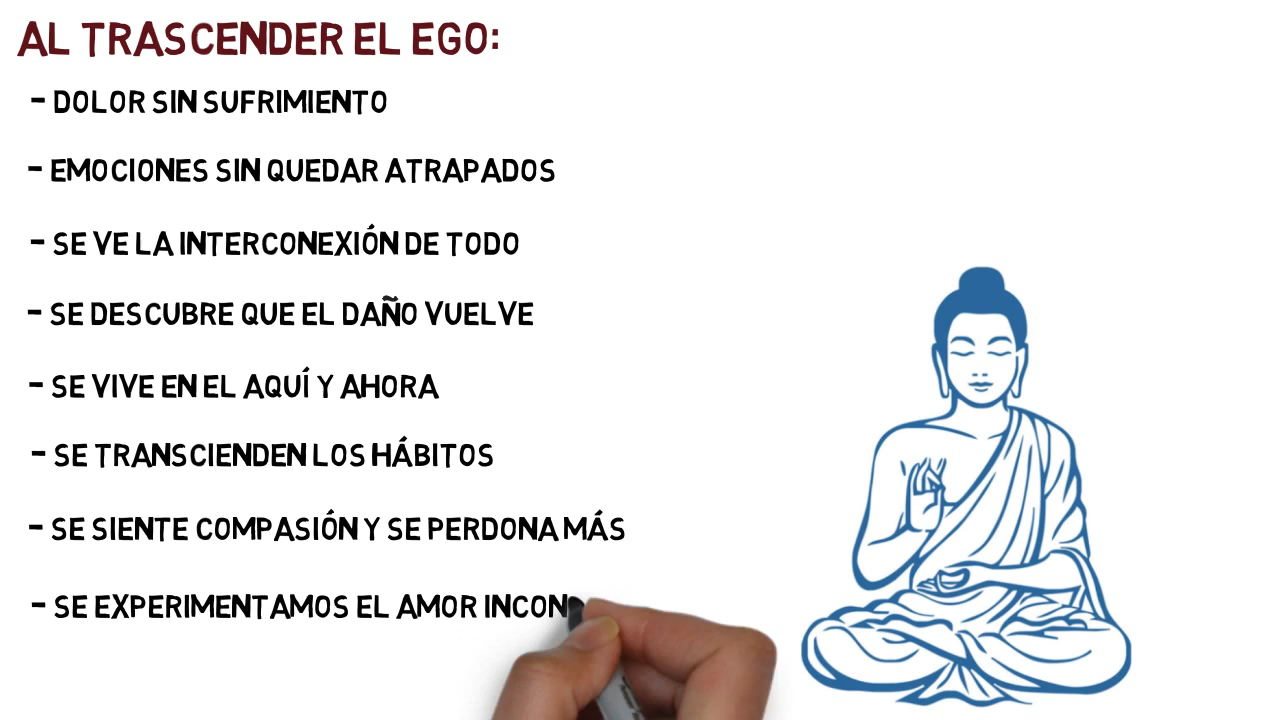 AL TRASCENDER EL EGO:
- DOLOR SIN SUFRIMIENTO
- EMOCIONES SIN QUEDAR ATRAPADOS
- SE VE LA INTERCONEXIÓN DE TODO
- SE DESCUBRE QUE EL DAÑO VUELVE
- SE VIVE EN EL AQUÍ Y AHORA
- SE TRANSCIENDEN LOS HÁBITOS
- SE SIENTE COMPASIÓN Y SE PERDONA MÁS
- SE EXPERIMENTAMOS EL AMOR INCON